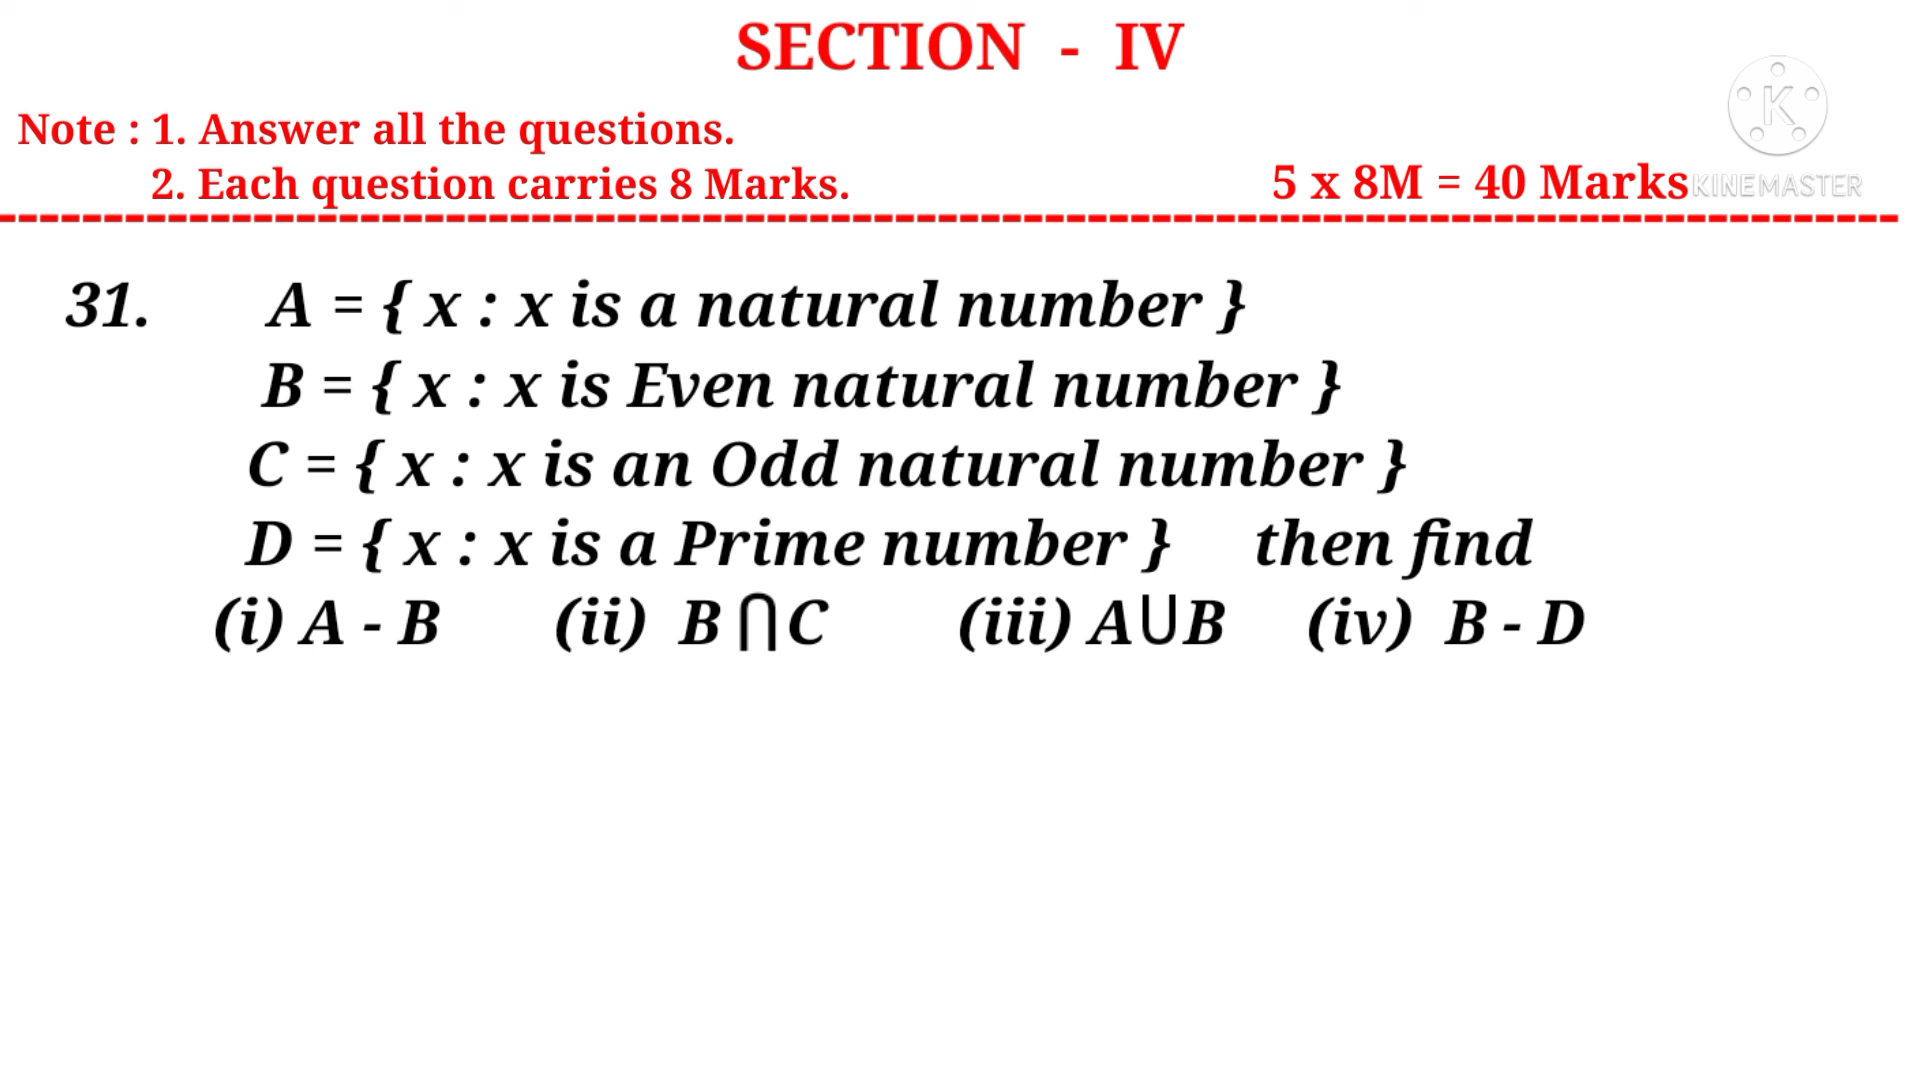 SECTION - IV
Note : 1. Answer all the questions.
2. Each question carries 8 Marks.
5 x 8M = 40 Marks
K
KINEMASTER
31. A = { x : x is a natural number }
B = { x : x is Even natural number }
C = { x : x is an Odd natural number }
D = { x : x is a Prime number } then find
(i) A - B (ii) B ⋂ C (iii) A⋃B (iv) B - D